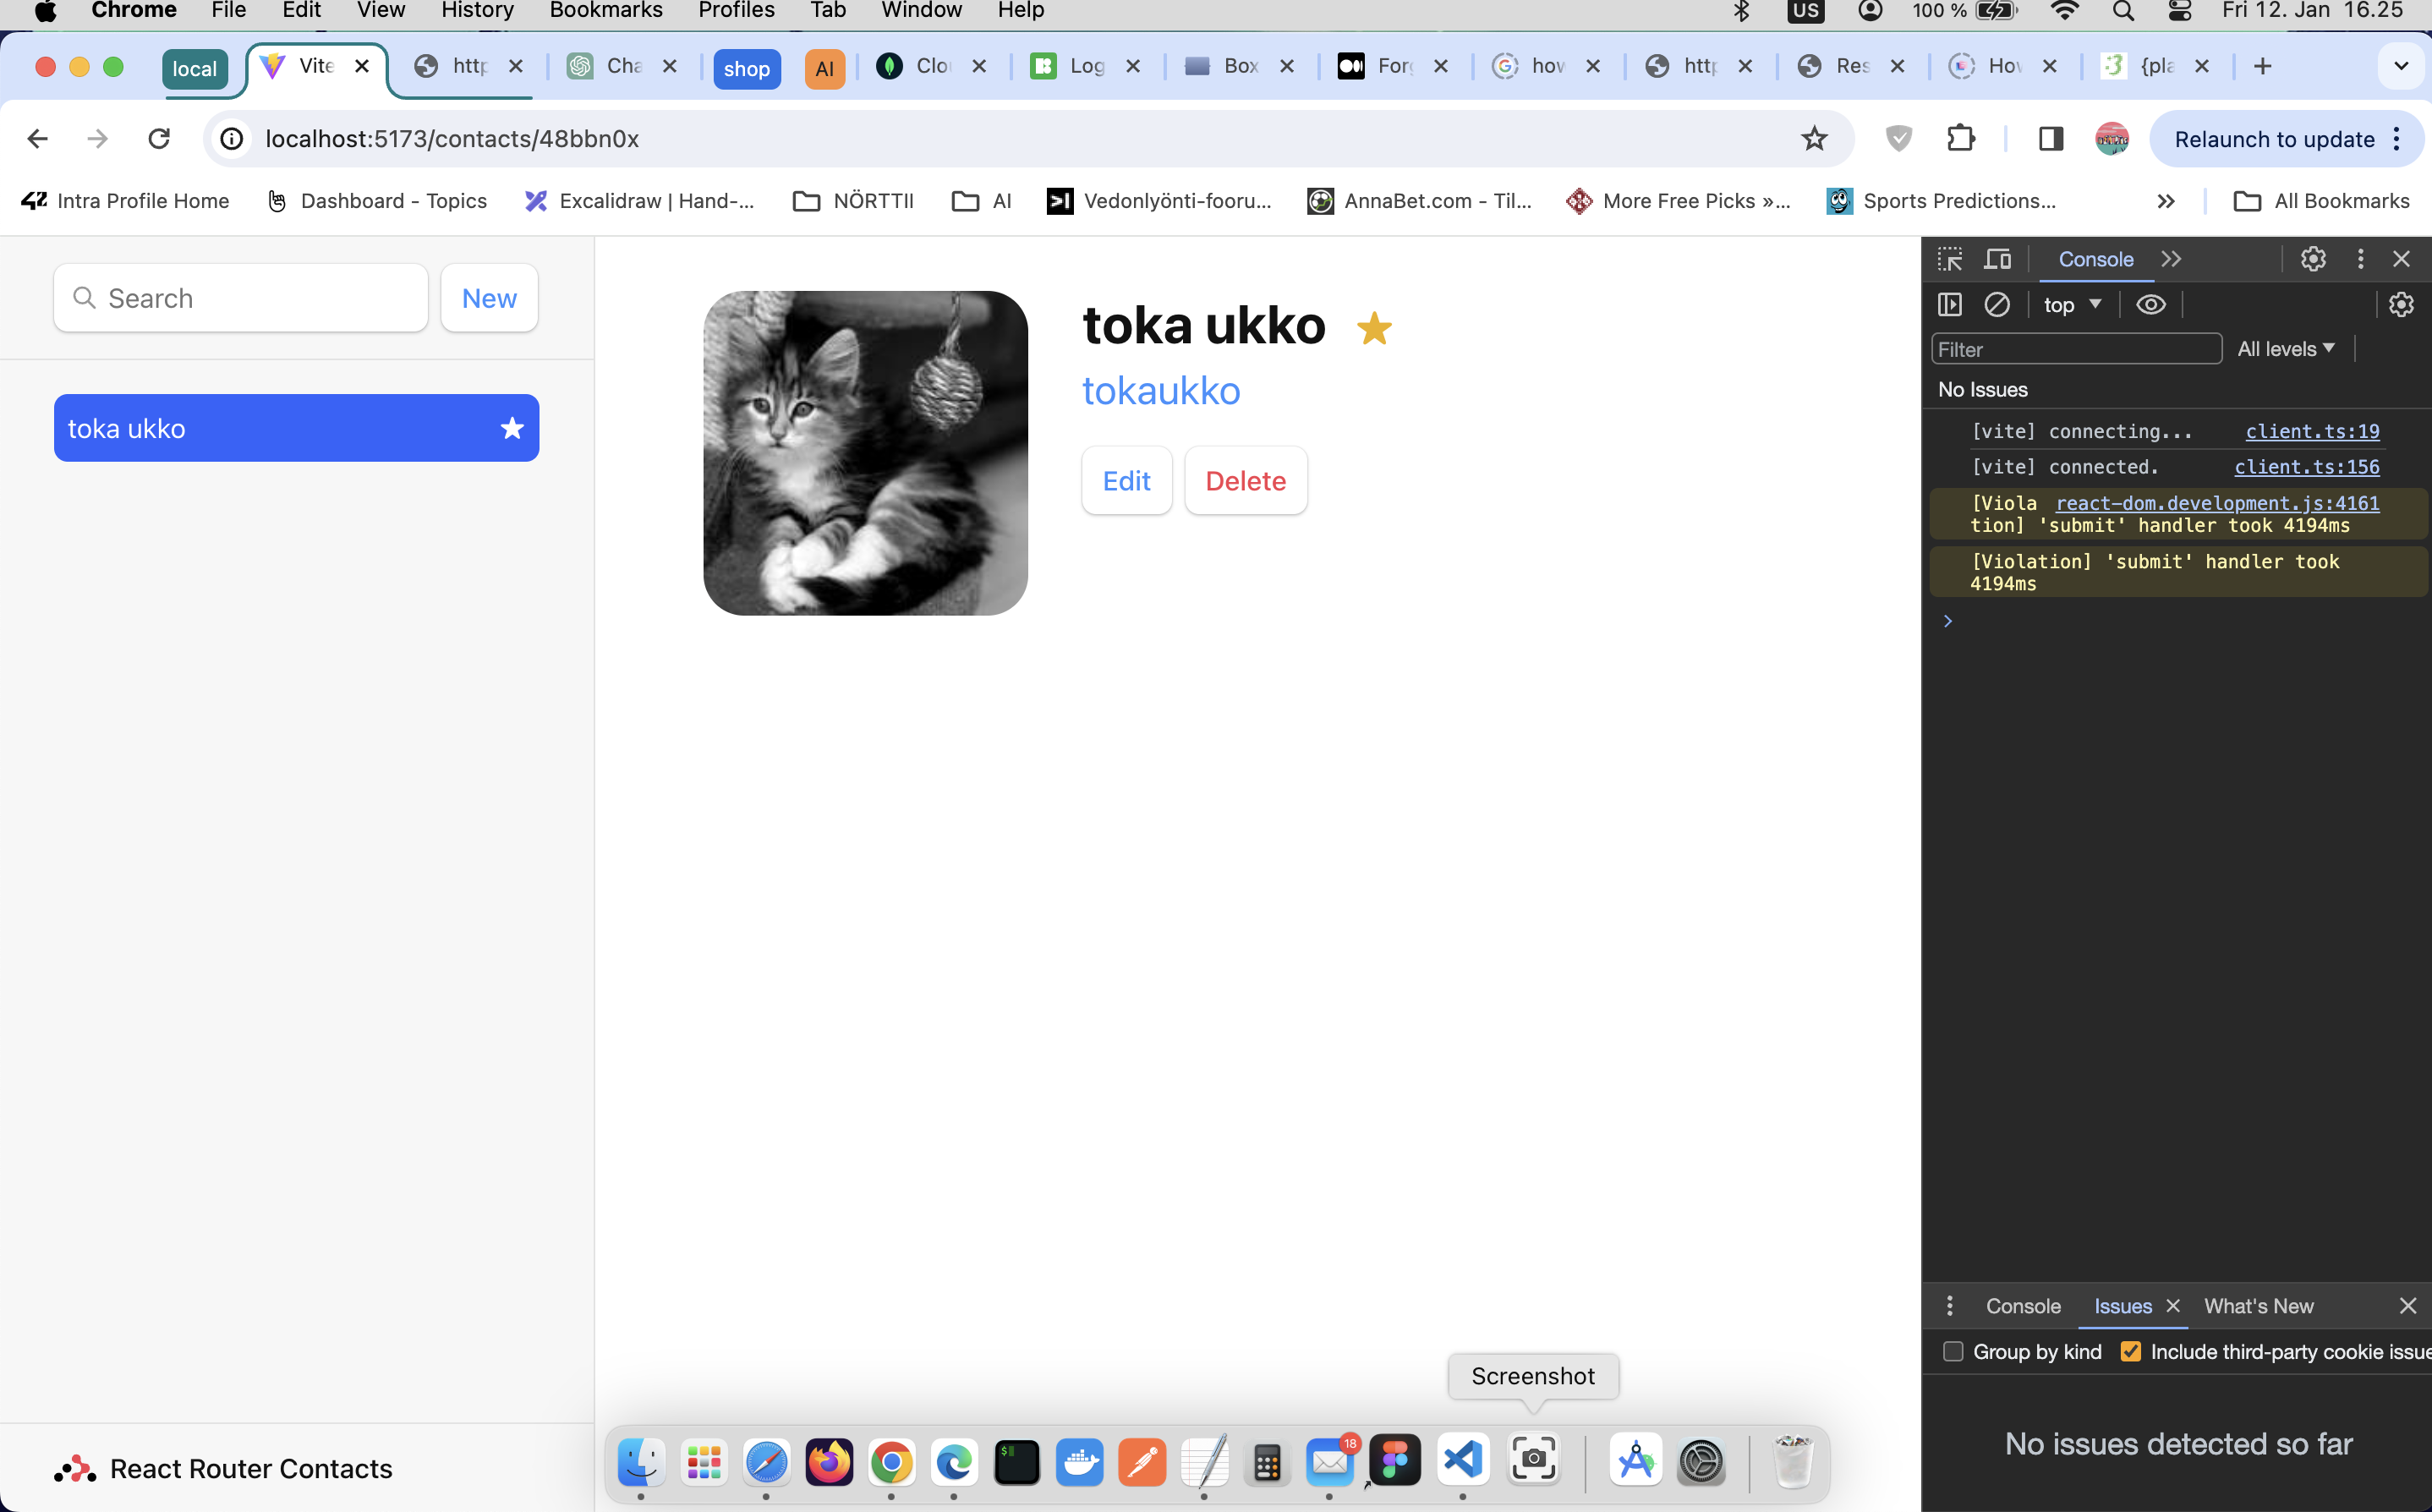 Chrome File Edit View History Bookmarks Profiles Tab Window Help US 100 % Fri 12. Jan 16.25
local Vite http Cha shop AI Clo Log Box For how http Res How {pla
localhost:5173/contacts/48bbn0x Relaunch to update
Intra Profile Home Dashboard - Topics Excalidraw | Hand-... NÖRTTII AI Vedonlyönti-fooru... AnnaBet.com - Til... More Free Picks »... Sports Predictions... » All Bookmarks
Search New
toka ukko
toka ukko
tokaukko
Edit Delete
React Router Contacts
Console
top
Filter All levels
No Issues
[vite] connecting... client.ts:19
[vite] connected. client.ts:156
[Viola react-dom.development.js:4161
tion] 'submit' handler took 4194ms
[Violation] 'submit' handler took
4194ms
Console Issues What's New
Group by kind Include third-party cookie issue
No issues detected so far
Screenshot
18